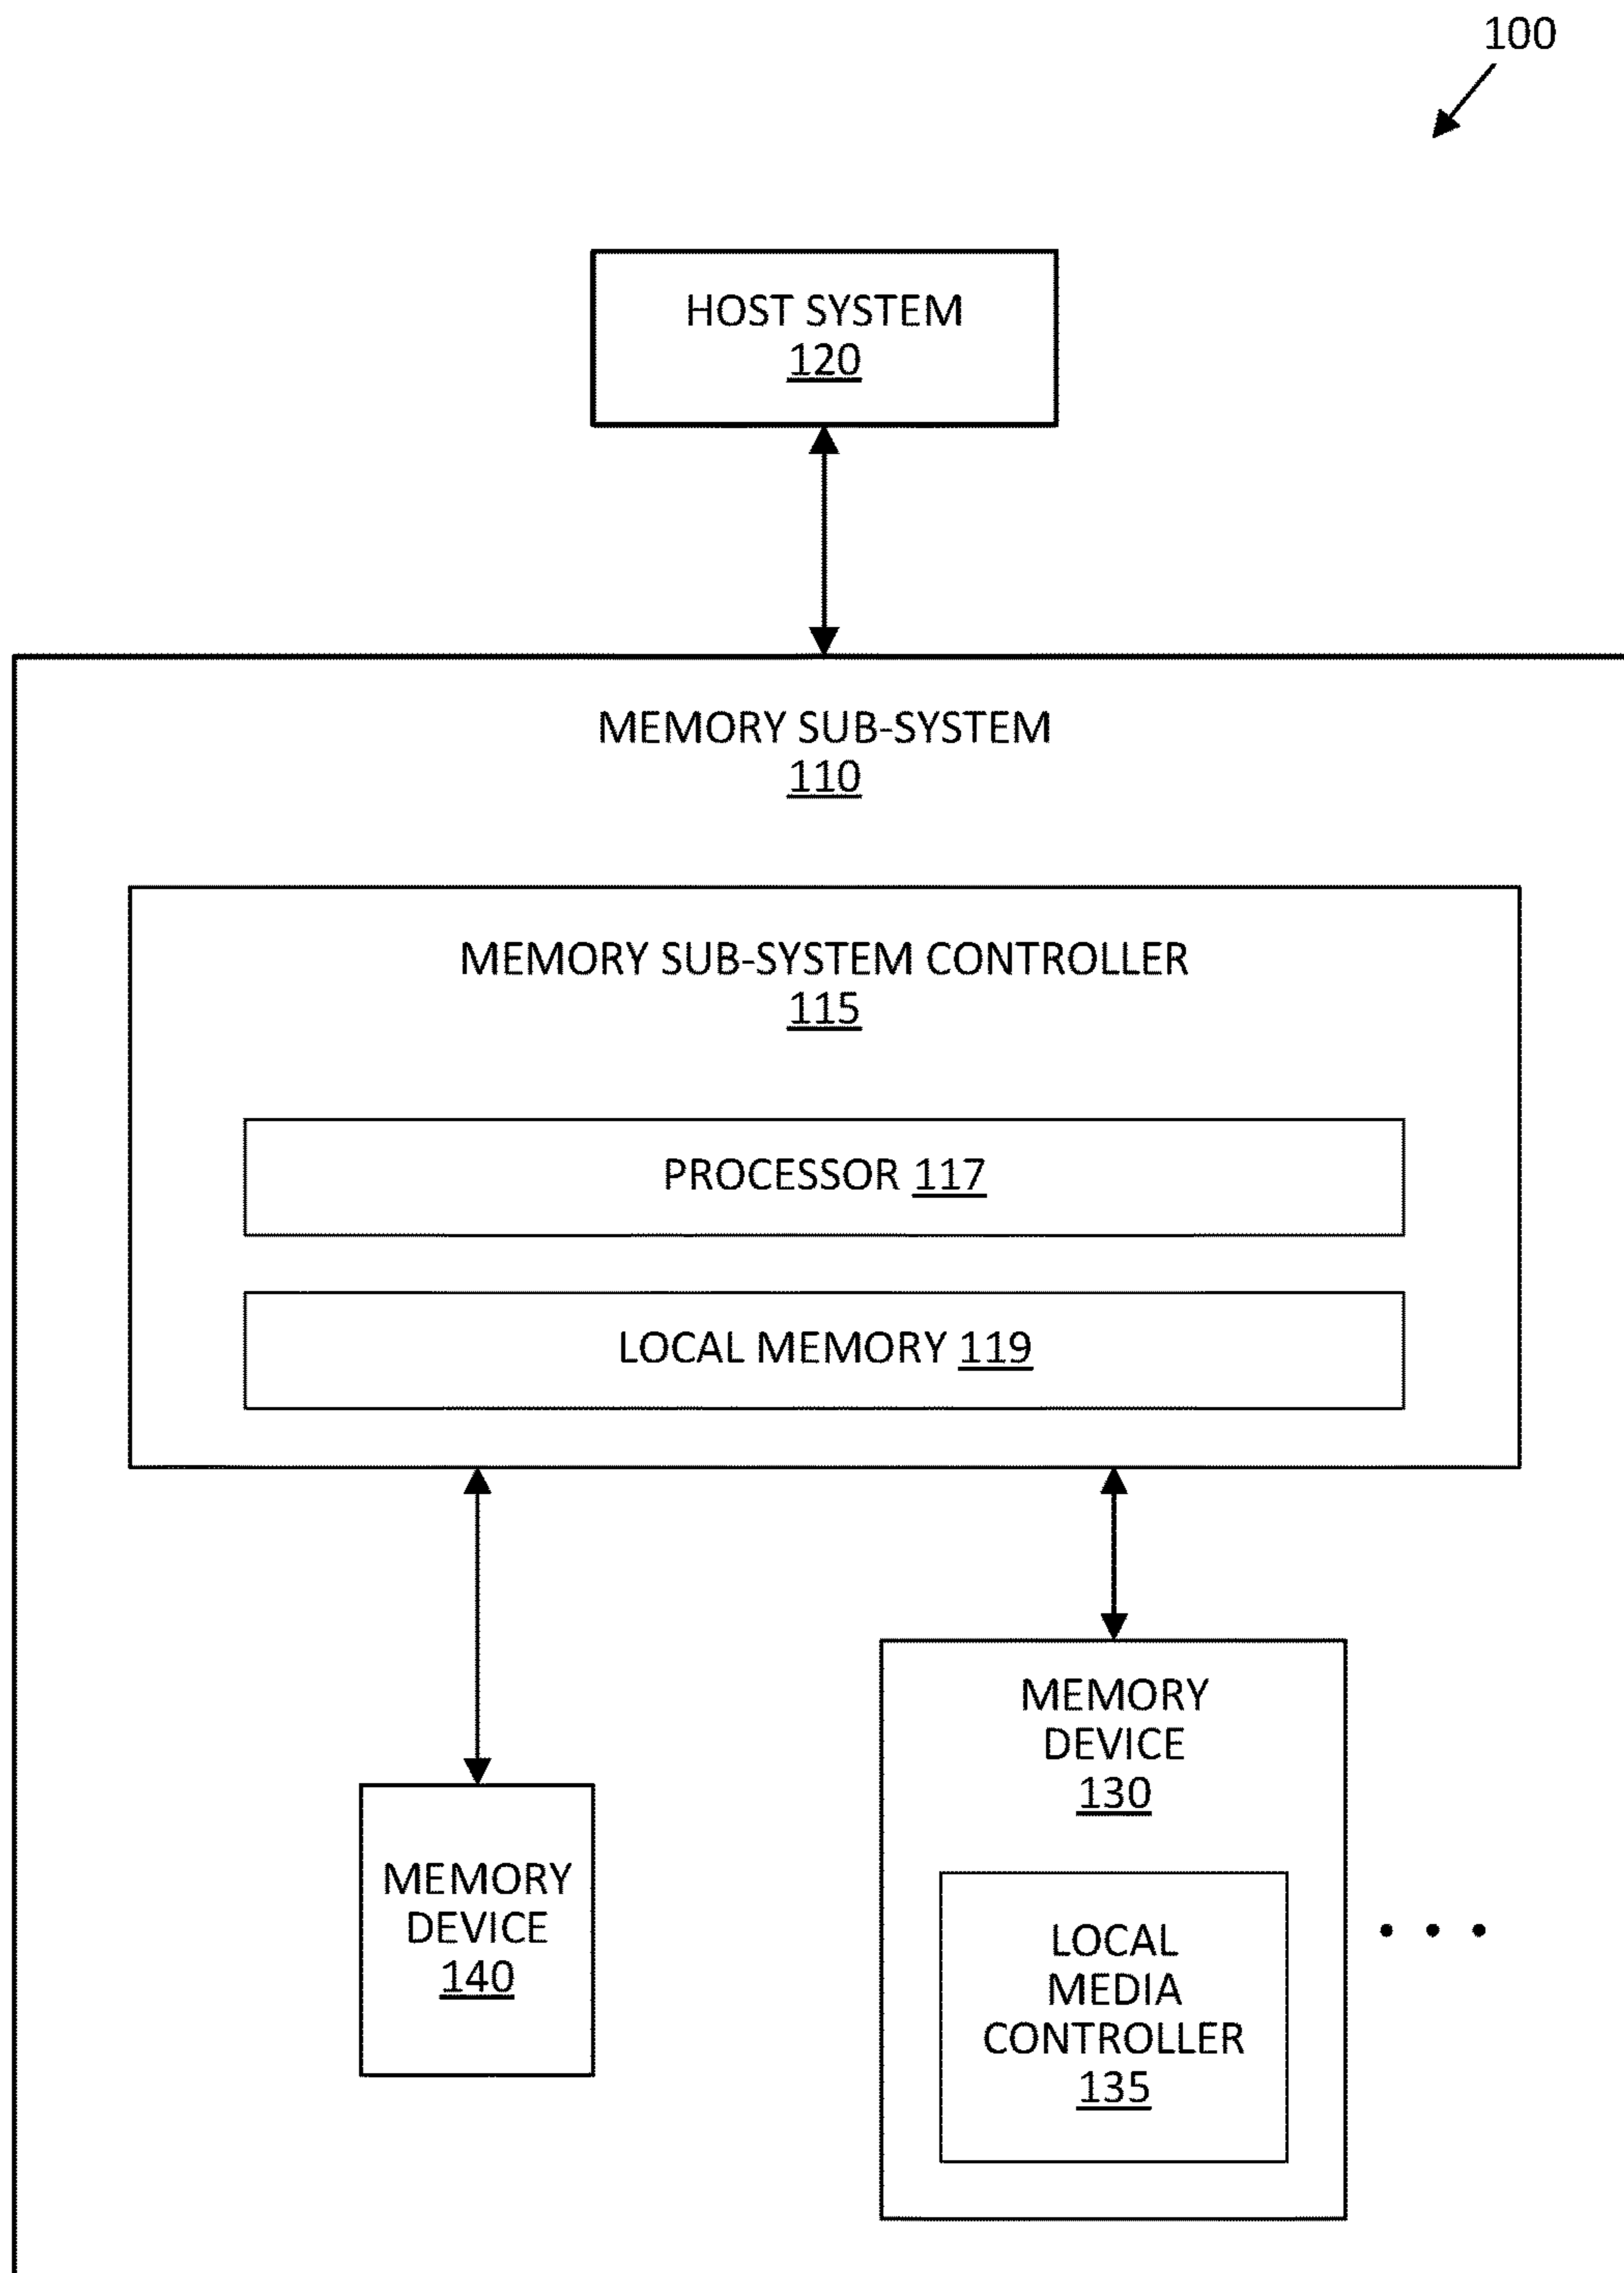 100
HOST SYSTEM
120
MEMORY SUB-SYSTEM
110
MEMORY SUB-SYSTEM CONTROLLER
115
PROCESSOR 117
LOCAL MEMORY 119
MEMORY
DEVICE
140
MEMORY
DEVICE
130
LOCAL
MEDIA
CONTROLLER
135